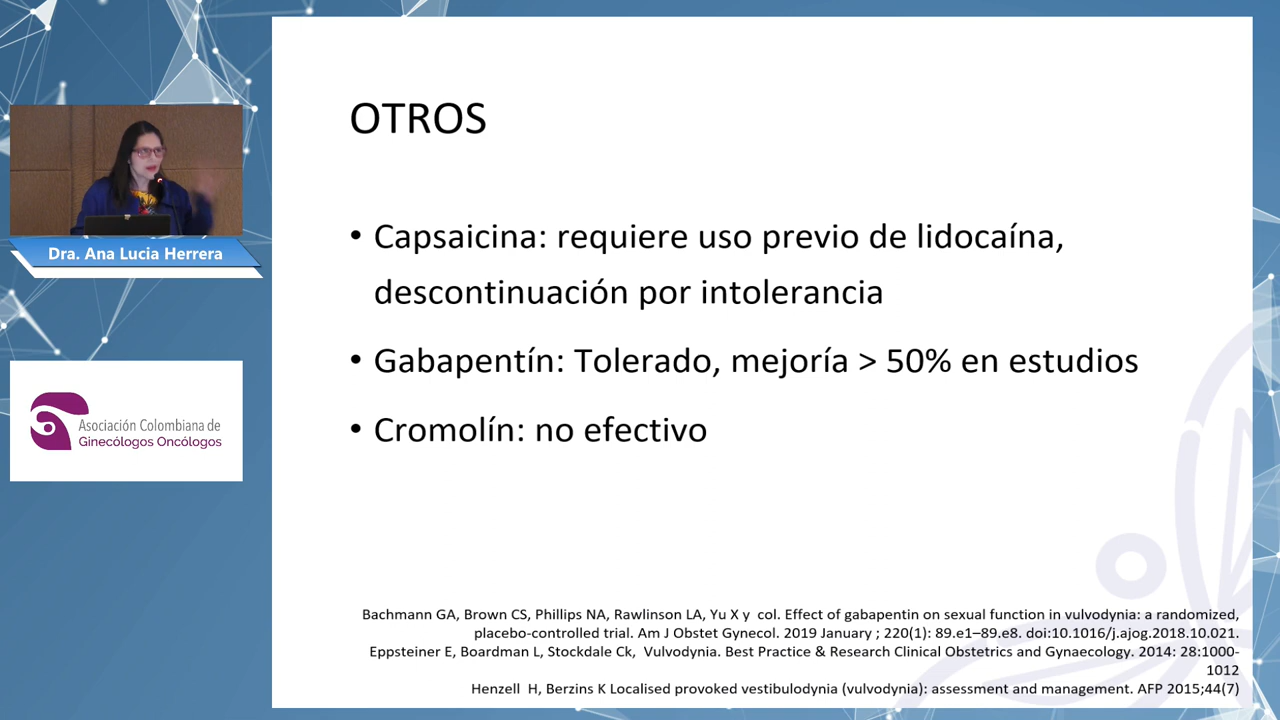 OTROS
• Capsaicina: requiere uso previo de lidocaína,
descontinuación por intolerancia
• Gabapentín: Tolerado, mejoría > 50% en estudios
• Cromolín: no efectivo
Dra. Ana Lucia Herrera
Asociación Colombiana de
Ginecólogos Oncólogos
Bachmann GA, Brown CS, Phillips NA, Rawlinson LA, Yu X y col. Effect of gabapentin on sexual function in vulvodynia: a randomized,
placebo-controlled trial. Am J Obstet Gynecol. 2019 January ; 220(1): 89.e1–89.e8. doi:10.1016/j.ajog.2018.10.021.
Eppsteiner E, Boardman L, Stockdale Ck, Vulvodynia. Best Practice & Research Clinical Obstetrics and Gynaecology. 2014: 28:1000-
1012
Henzell H, Berzins K Localised provoked vestibulodynia (vulvodynia): assessment and management. AFP 2015;44(7)